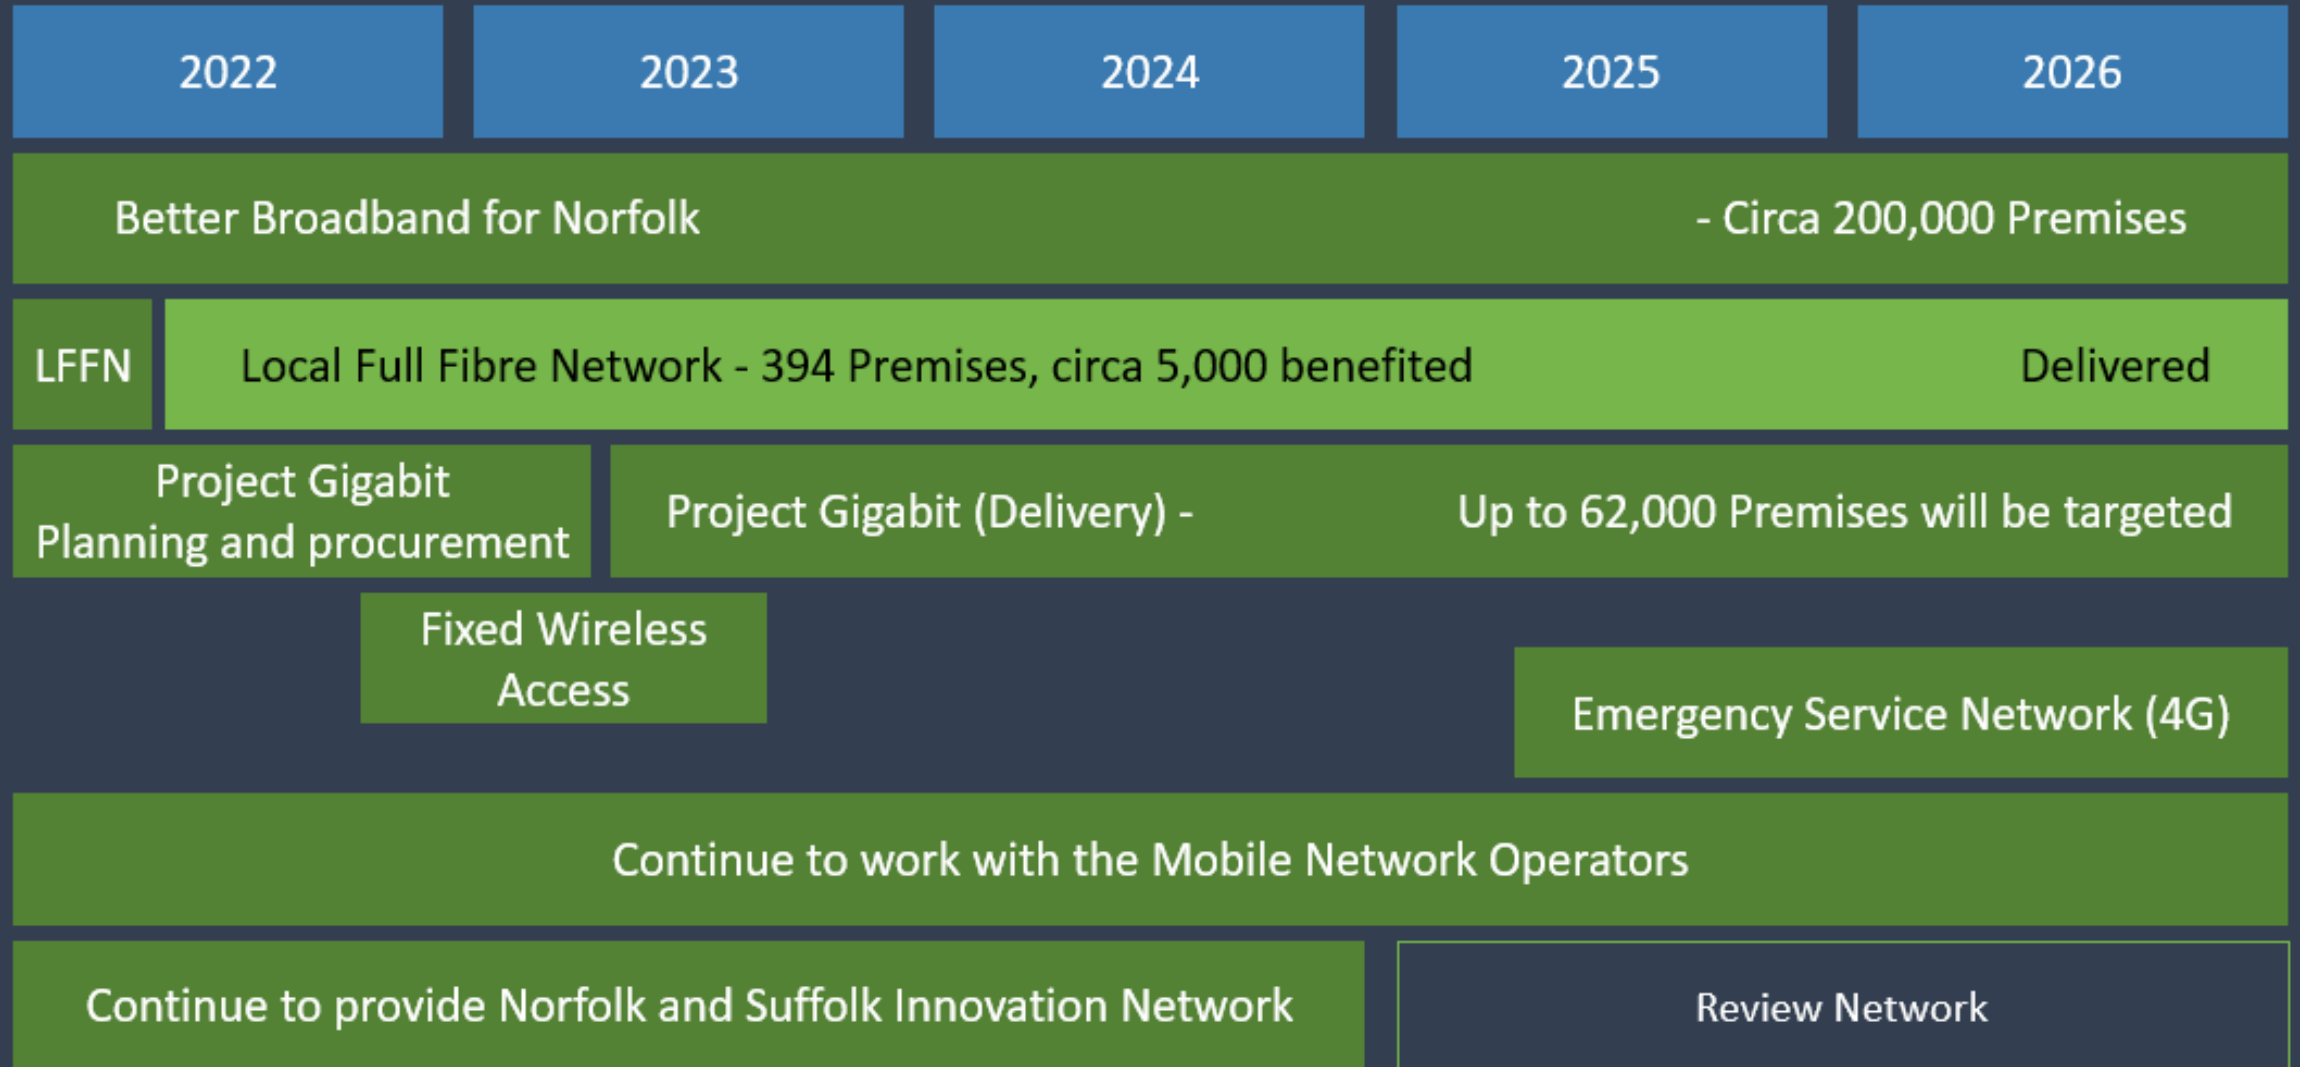 2022 2023 2024 2025 2026
Better Broadband for Norfolk - Circa 200,000 Premises
LFFN Local Full Fibre Network - 394 Premises, circa 5,000 benefited Delivered
Project Gigabit
Planning and procurement
Project Gigabit (Delivery) - Up to 62,000 Premises will be targeted
Fixed Wireless
Access
Emergency Service Network (4G)
Continue to work with the Mobile Network Operators
Continue to provide Norfolk and Suffolk Innovation Network Review Network